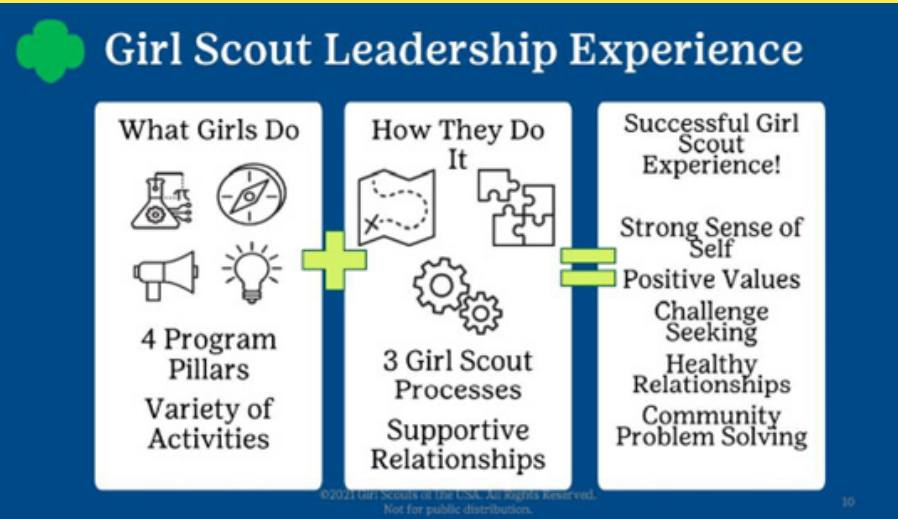 Girl Scout Leadership Experience
What Girls Do
π
4 Program
Pillars
Variety of
Activities
How They Do
It
3 Girl Scout
Processes
Supportive
Relationships
Successful Girl
Scout
Experience!
Strong Sense of
Self
Positive Values
Challenge
Seeking
Healthy
Relationships
Community
Problem Solving
©2021 Girl Scouts of the USA. All Rights Reserved.
Not for public distribution.
10